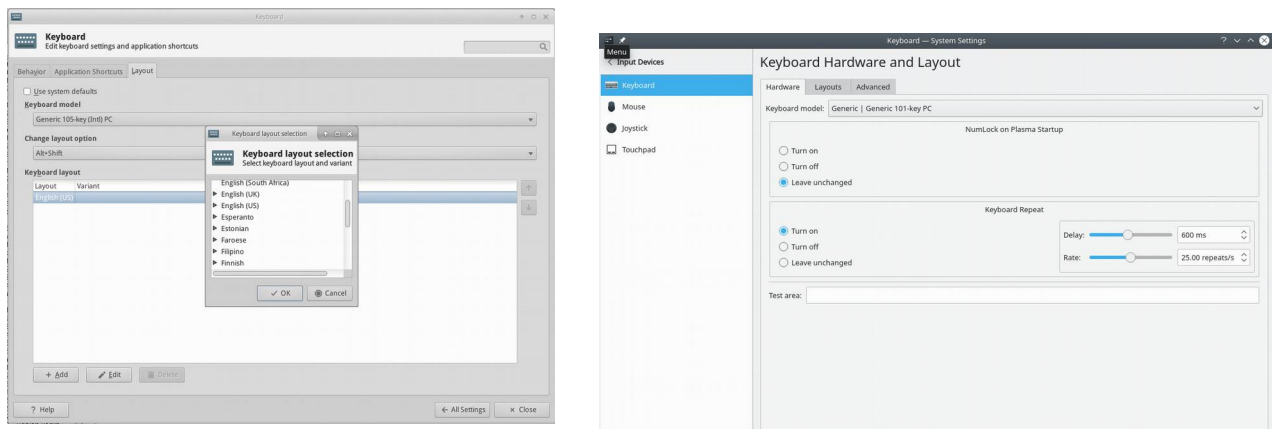 Keyboard
Keyboard
Edit keyboard settings and application shortcuts
Behavior Application Shortcuts Layout
Use system defaults
Keyboard model
Generic 105-key (Intl) PC
Change layout option
Alt+Shift
Keyboard layout
Layout Variant
English (US)
Keyboard layout selection
Keyboard layout selection
Select keyboard layout and variant
English (South Africa)
English (UK)
English (US)
Esperanto
Estonian
Faroese
Filipino
Finnish
OK Cancel
+ Add Edit Delete
? Help
All Settings × Close
Keyboard — System Settings
Menu
Input Devices
Keyboard
Mouse
Joystick
Touchpad
Keyboard Hardware and Layout
Hardware Layouts Advanced
Keyboard model: Generic | Generic 101-key PC
NumLock on Plasma Startup
Turn on
Turn off
Leave unchanged
Keyboard Repeat
Turn on
Turn off
Leave unchanged
Delay: 600 ms
Rate: 25.00 repeats/s
Test area: